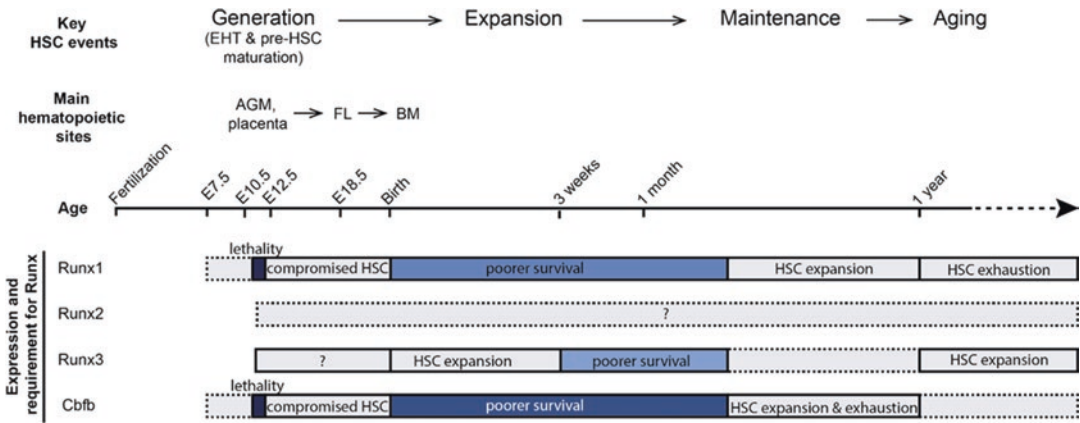 Key
HSC events
Generation
(EHT & pre-HSC
maturation)
Expansion
Maintenance
Aging
Main
hematopoietic
sites
AGM,
placenta
FL
BM
Age
Fertilization
E7.5
E10.5
E12.5
E18.5
Birth
3 weeks
1 month
1 year
Expression and
requirement for Runx
lethality
Runx1
compromised HSC
poorer survival
HSC expansion
HSC exhaustion
Runx2
?
Runx3
?
HSC expansion
poorer survival
HSC expansion
lethality
Cbfb
compromised HSC
poorer survival
HSC expansion & exhaustion